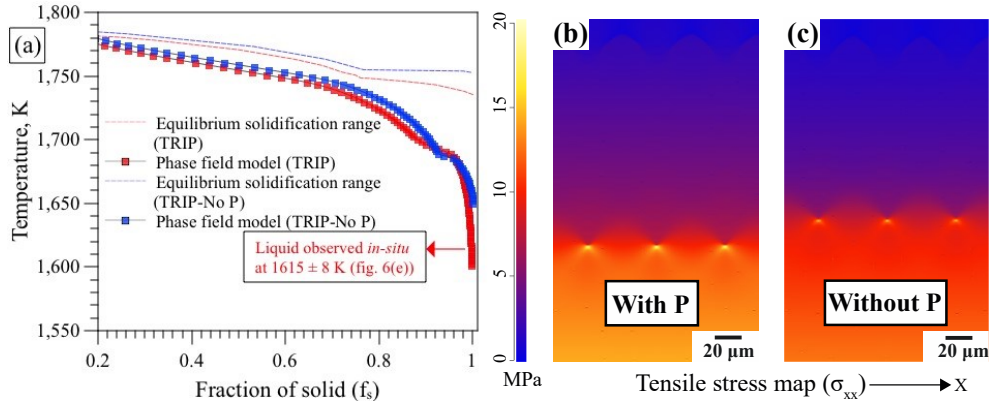 (a)
1,800
1,750
1,700
1,650
1,600
1,550
Temperature, K
Equilibrium solidification range
(TRIP)
Phase field model (TRIP)
Equilibrium solidification range
(TRIP-No P)
Phase field model (TRIP-No P)
Liquid observed in-situ
at 1615 ± 8 K (fig. 6(e))
0.2
0.4
0.6
0.8
1
Fraction of solid (fs)
20
15
10
5
0
MPa
(b)
With P
20 µm
(c)
Without P
20 µm
Tensile stress map (σxx)
X